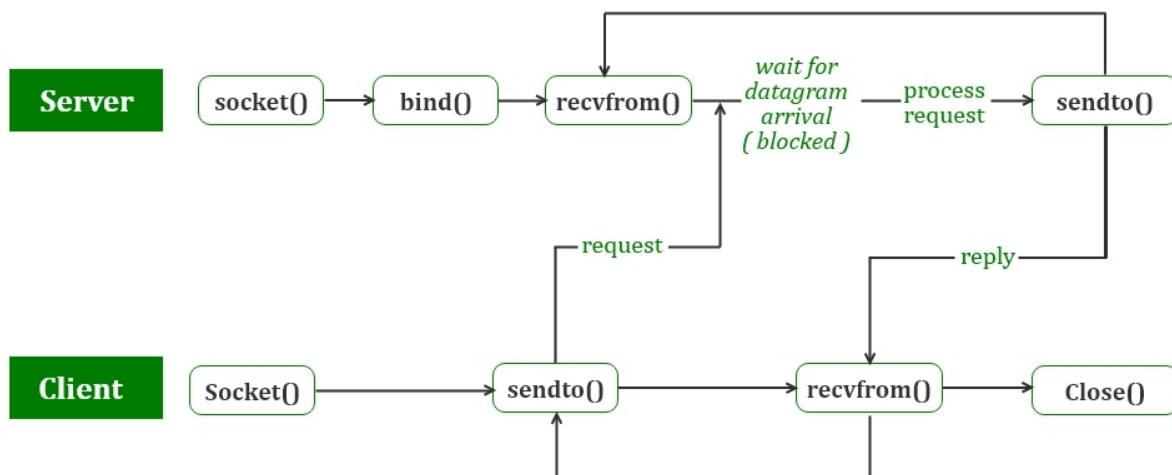 Server
socket()
bind()
recvfrom()
wait for
datagram
arrival
( blocked )
process
request
sendto()
request
reply
Client
Socket()
sendto()
recvfrom()
Close()